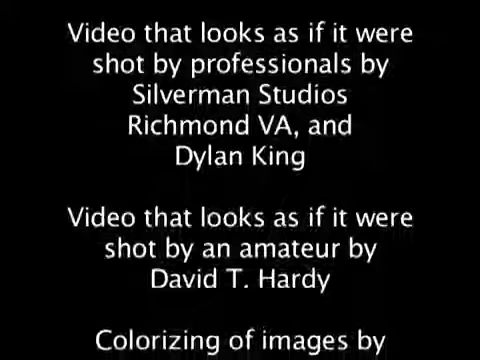 Video that looks as if it were
shot by professionals by
Silverman Studios
Richmond VA, and
Dylan King
Video that looks as if it were
shot by an amateur by
David T. Hardy
Colorizing of images by